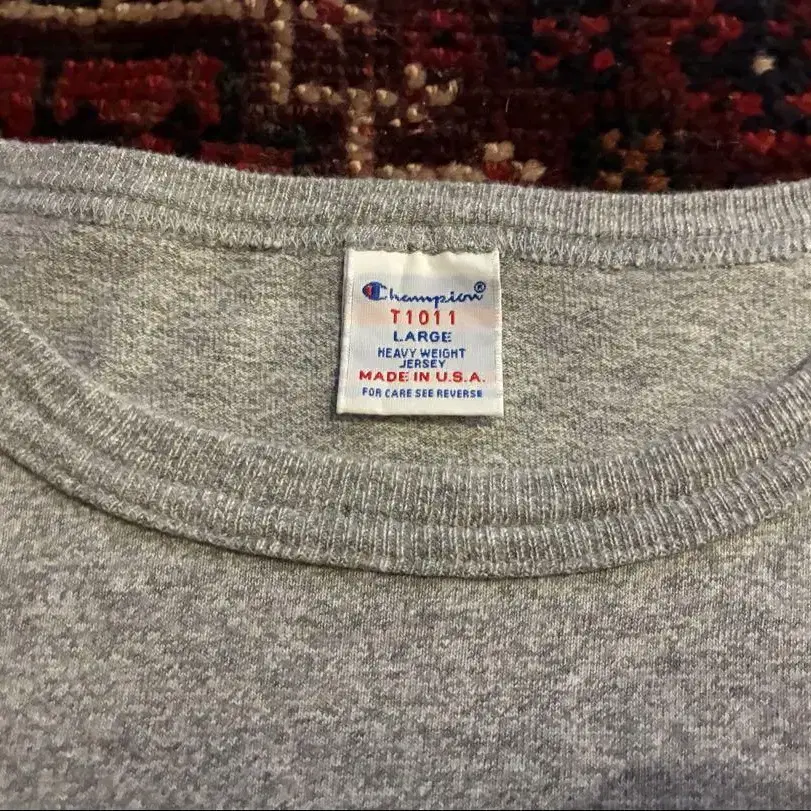 Champion®
T1011
LARGE
HEAVY WEIGHT
JERSEY
MADE IN U.S.A.
FOR CARE SEE REVERSE